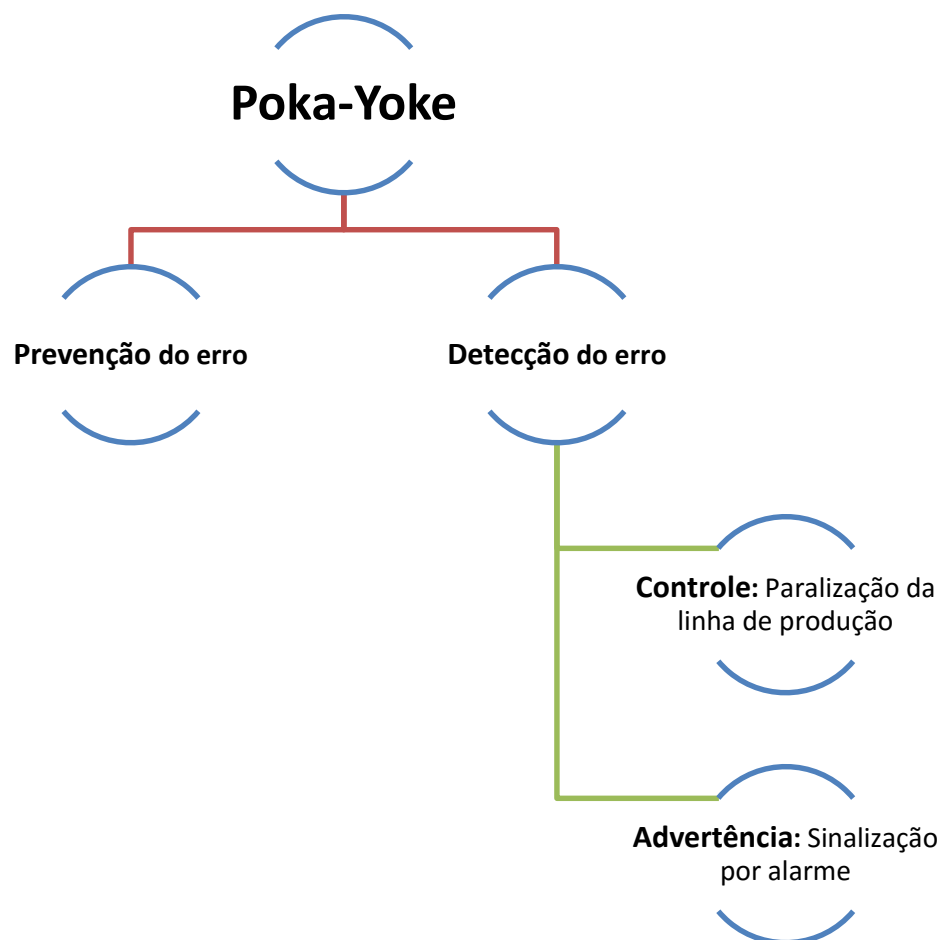 Poka-Yoke
Prevenção do erro
Detecção do erro
Controle: Paralização da
linha de produção
Advertência: Sinalização
por alarme